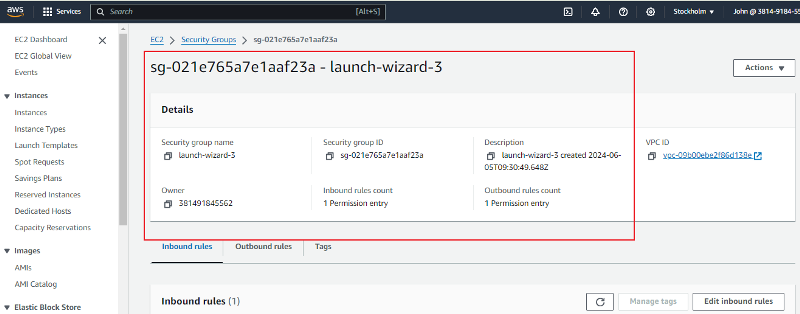 aws
Services
Search
[Alt+S]
Stockholm
John @ 3814-9184-55
EC2 Dashboard
EC2 Global View
Events
Instances
Instances
Instance Types
Launch Templates
Spot Requests
Savings Plans
Reserved Instances
Dedicated Hosts
Capacity Reservations
Images
AMIs
AMI Catalog
Elastic Block Store
EC2 > Security Groups > sg-021e765a7e1aaf23a
sg-021e765a7e1aaf23a - launch-wizard-3
Actions
Details
Security group name
launch-wizard-3
Security group ID
sg-021e765a7e1aaf23a
Description
launch-wizard-3 created 2024-06-
05T09:30:49.648Z
VPC ID
vpc-09b00ebe2f86d138e
Owner
381491845562
Inbound rules count
1 Permission entry
Outbound rules count
1 Permission entry
Inbound rules
Outbound rules
Tags
Inbound rules (1)
Manage tags
Edit inbound rules